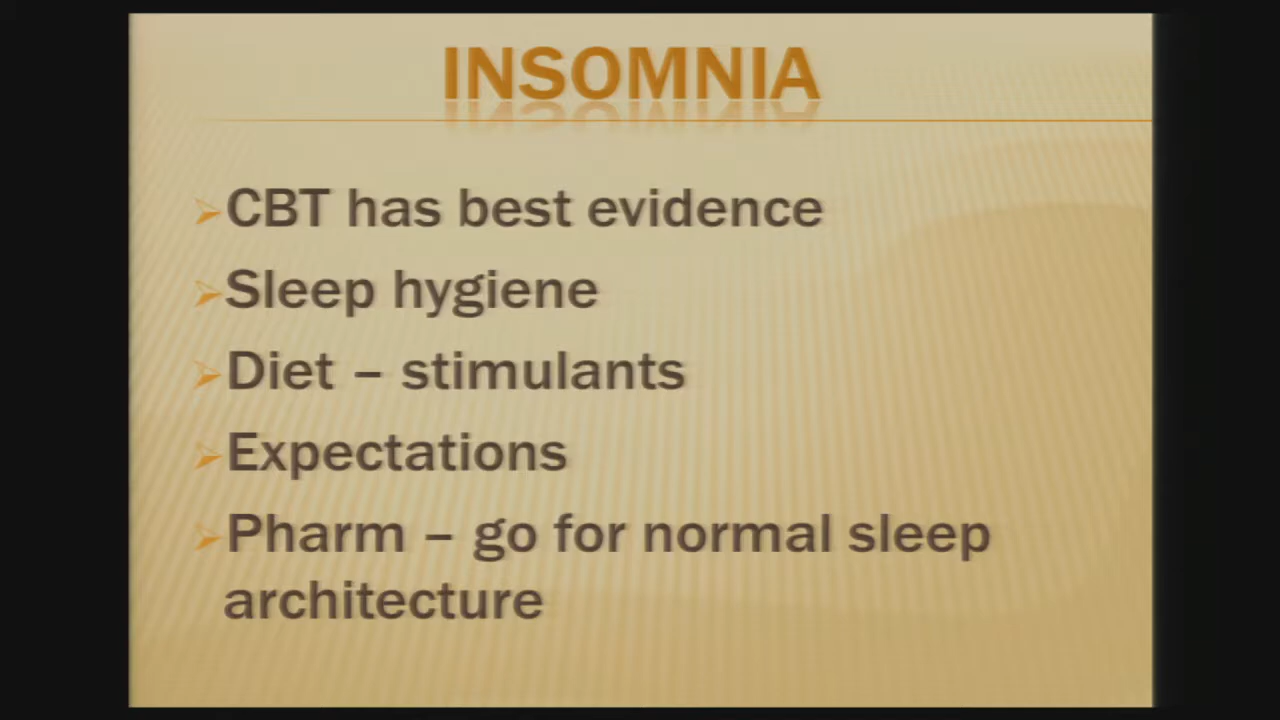 INSOMNIA
CBT has best evidence
Sleep hygiene
Diet – stimulants
Expectations
Pharm – go for normal sleep
architecture